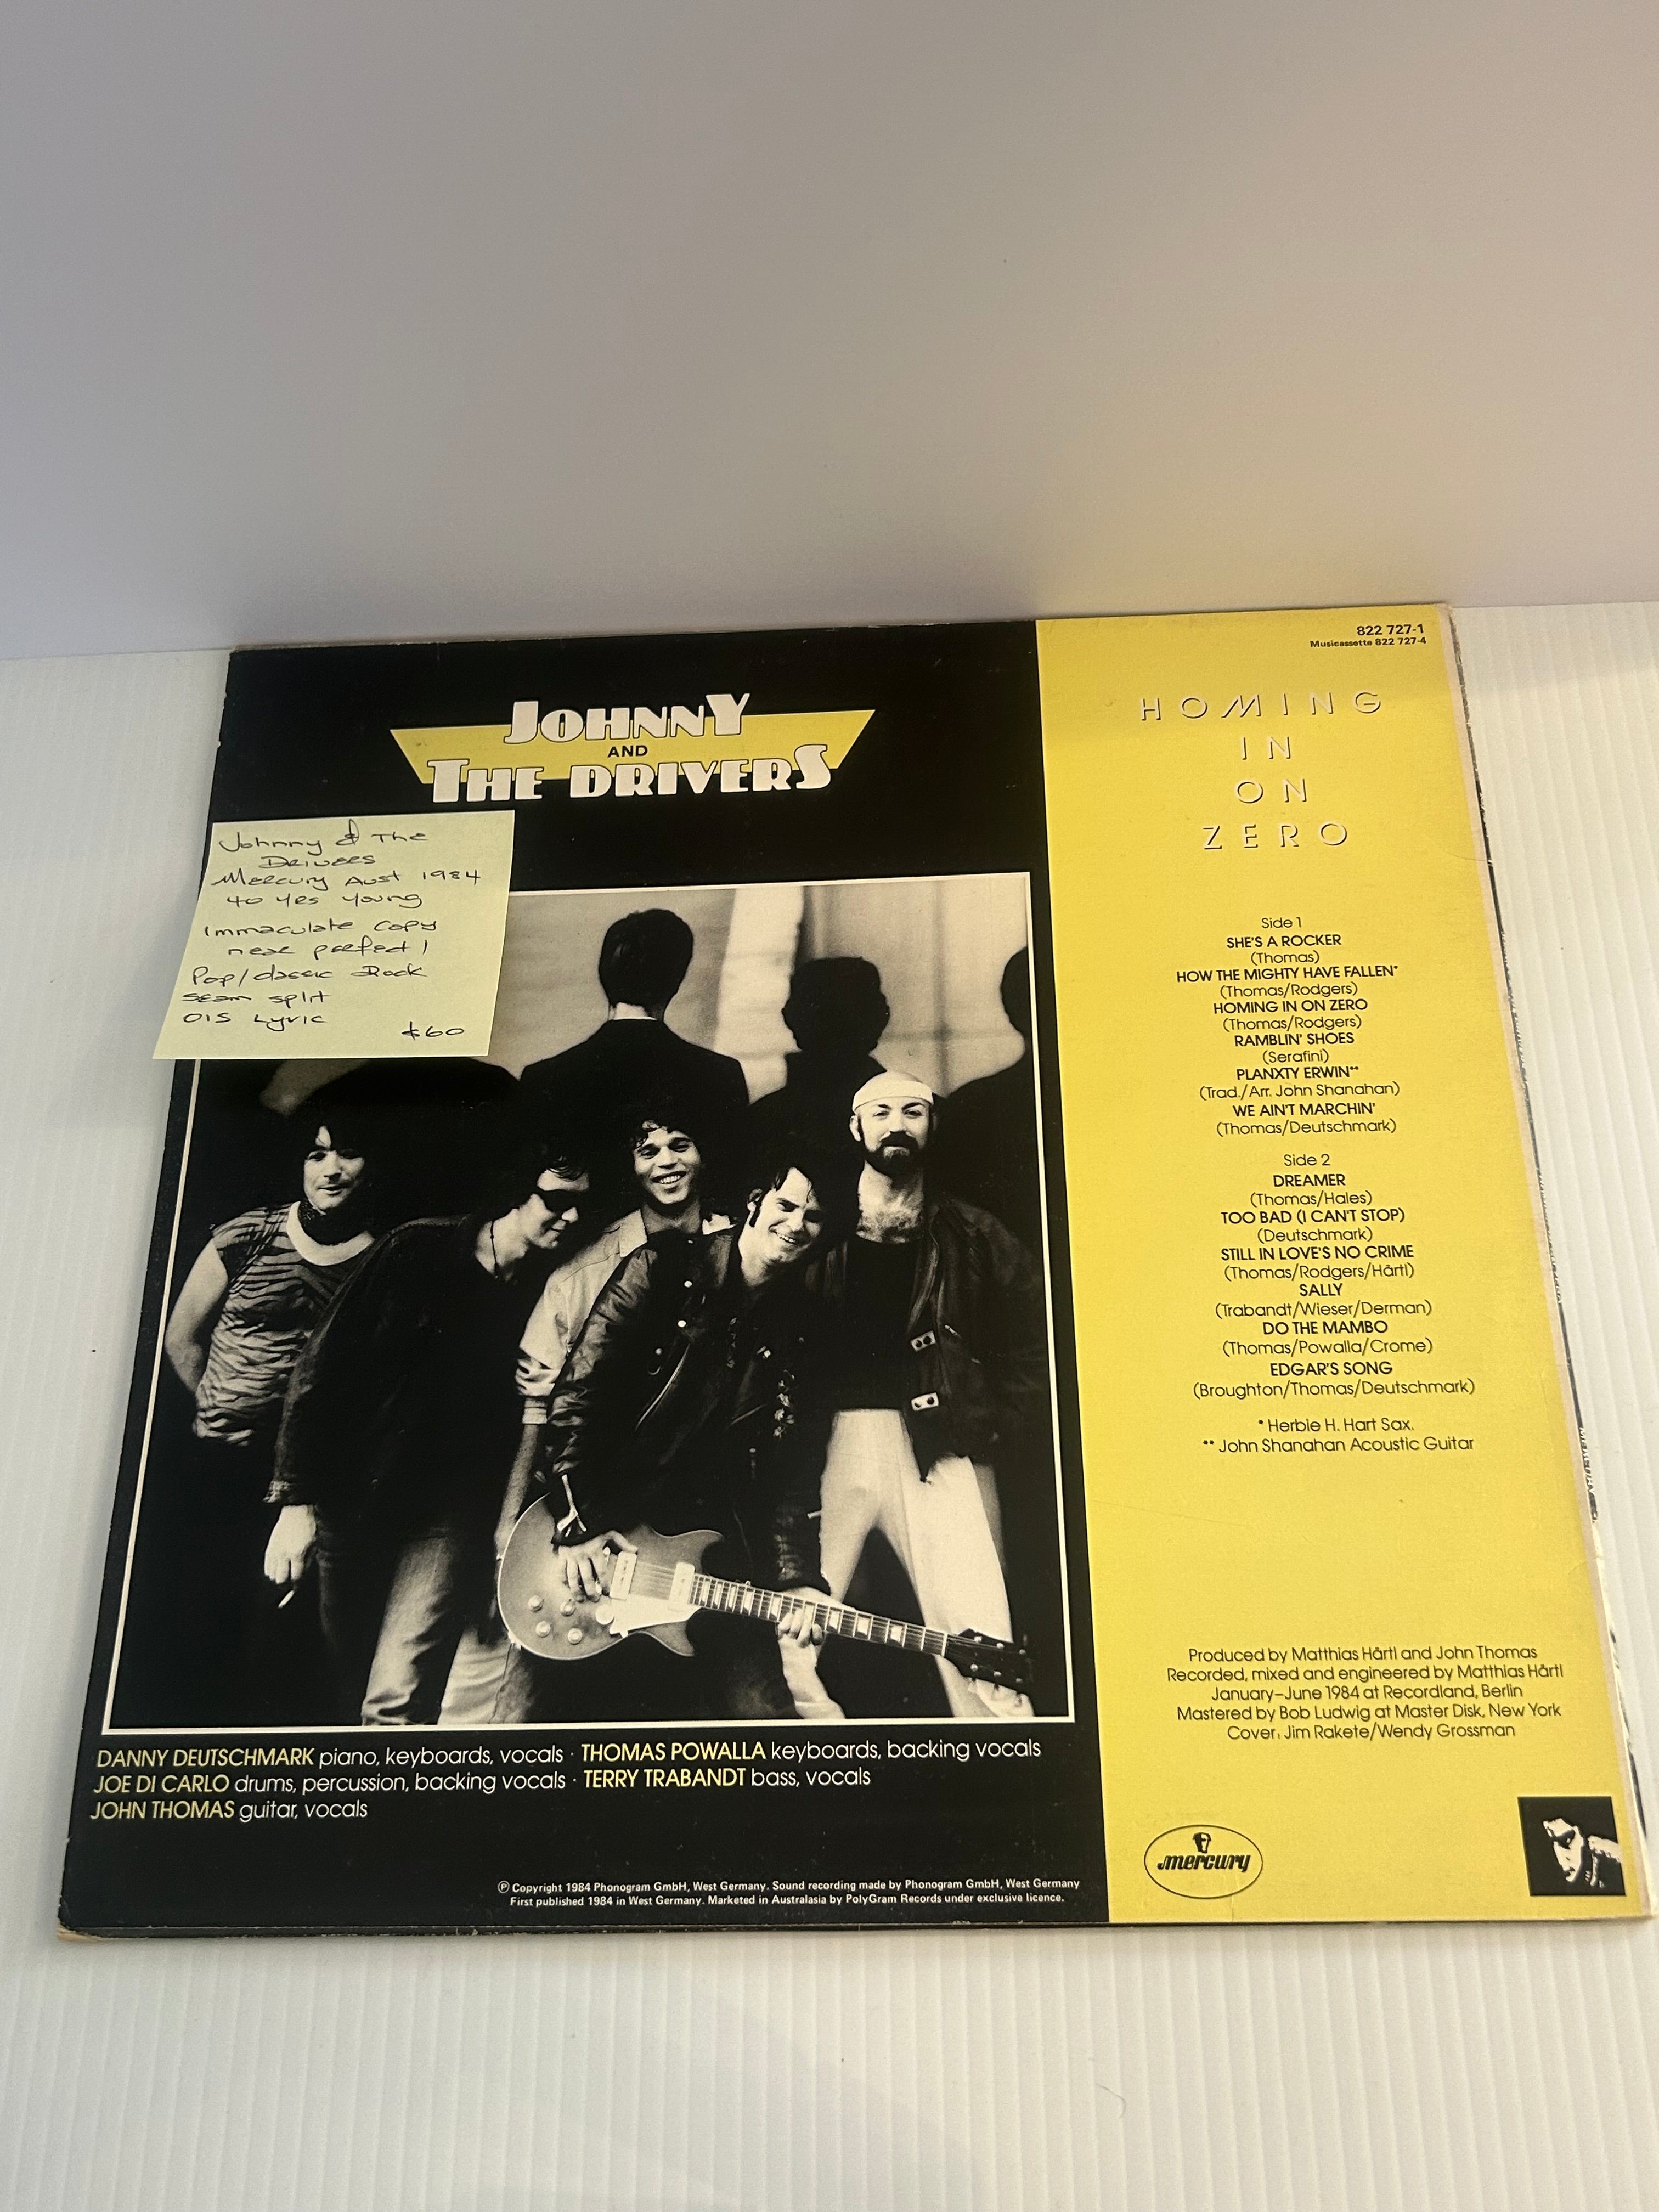 822 727-1
Musicassette 822 727-4
JOHNNY
AND
THE DRIVERS
HOMING
IN
ON
ZERO
Johnny & The
Drivers
Mercury Aust 1984
40 yrs young
Immaculate copy
near perfect!
Pop/classic Rock
seam split
OIS Lyric
$60
Side 1
SHE'S A ROCKER
(Thomas)
HOW THE MIGHTY HAVE FALLEN*
(Thomas/Rodgers)
HOMING IN ON ZERO
(Thomas/Rodgers)
RAMBLIN' SHOES
(Serafini)
PLANXTY ERWIN**
(Trad./Arr. John Shanahan)
WE AIN'T MARCHIN'
(Thomas/Deutschmark)
Side 2
DREAMER
(Thomas/Hales)
TOO BAD (I CAN'T STOP)
(Deutschmark)
STILL IN LOVE'S NO CRIME
(Thomas/Rodgers/Härtl)
SALLY
(Trabandt/Wieser/Derman)
DO THE MAMBO
(Thomas/Powalla/Crome)
EDGAR'S SONG
(Broughton/Thomas/Deutschmark)
* Herbie H. Hart Sax.
** John Shanahan Acoustic Guitar
Produced by Matthias Härtl and John Thomas
Recorded, mixed and engineered by Matthias Härtl
January–June 1984 at Recordland, Berlin
Mastered by Bob Ludwig at Master Disk, New York
Cover: Jim Rakete/Wendy Grossman
DANNY DEUTSCHMARK piano, keyboards, vocals · THOMAS POWALLA keyboards, backing vocals
JOE DI CARLO drums, percussion, backing vocals · TERRY TRABANDT bass, vocals
JOHN THOMAS guitar, vocals
mercury
Ⓟ Copyright 1984 Phonogram GmbH, West Germany. Sound recording made by Phonogram GmbH, West Germany
First published 1984 in West Germany. Marketed in Australasia by PolyGram Records under exclusive licence.